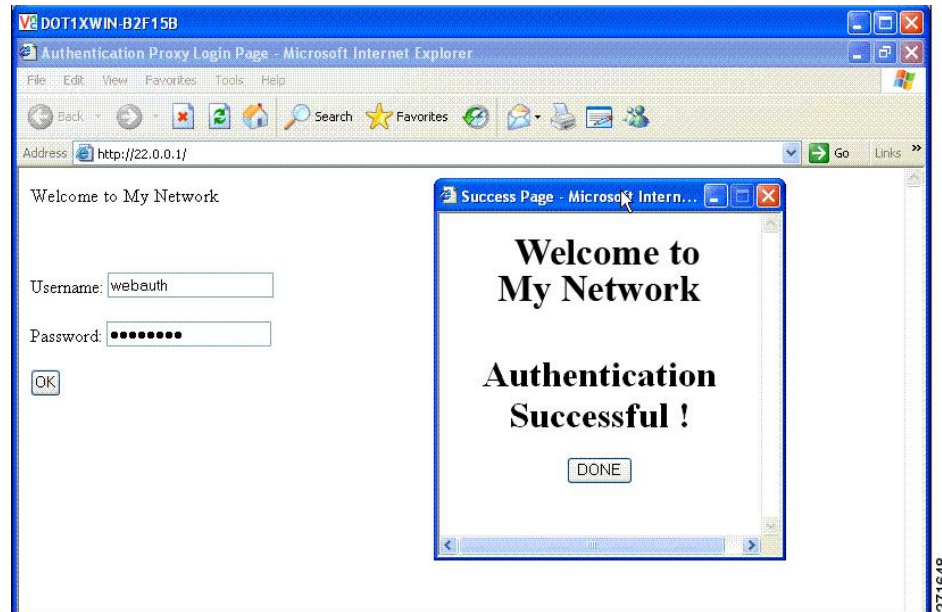 DOT1XWIN-B2F15B
Authentication Proxy Login Page - Microsoft Internet Explorer
File Edit View Favorites Tools Help
Back Search Favorites
Address http://22.0.0.1/ Go Links »
Welcome to My Network
Username: webauth
Password: ●●●●●●●●
OK
Success Page - Microsoft Intern...
Welcome to
My Network
Authentication
Successful !
DONE
271648